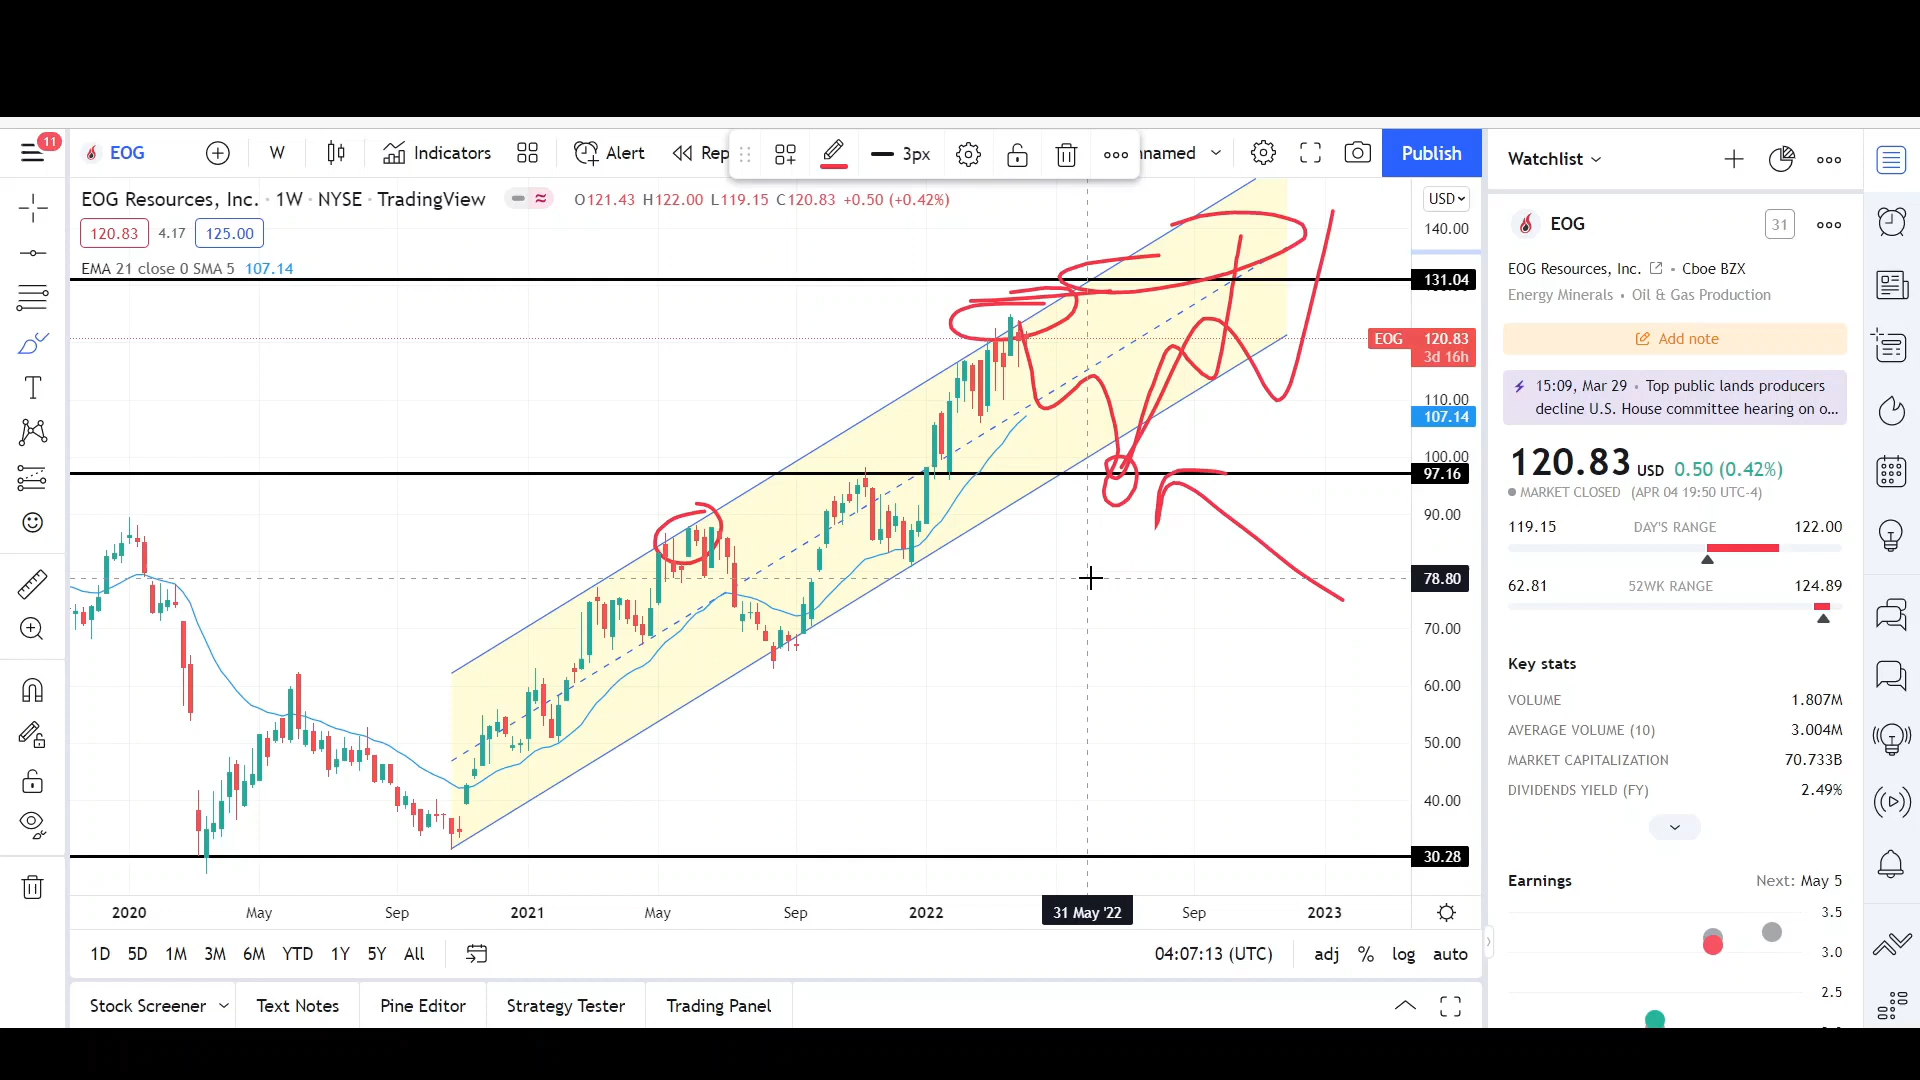 11
EOG
W
Indicators
Alert
Rep
3px
nnamed
Publish
EOG Resources, Inc. · 1W · NYSE · TradingView
O121.43 H122.00 L119.15 C120.83 +0.50 (+0.42%)
120.83 4.17 125.00
EMA 21 close 0 SMA 5 107.14
USD
140.00
131.04
EOG 120.83
3d 16h
110.00
107.14
100.00
97.16
90.00
78.80
70.00
60.00
50.00
40.00
30.28
2020 May Sep 2021 May Sep 2022 31 May '22 Sep 2023
1D 5D 1M 3M 6M YTD 1Y 5Y All
04:07:13 (UTC) adj % log auto
Stock Screener Text Notes Pine Editor Strategy Tester Trading Panel
Watchlist
EOG
31
EOG Resources, Inc. • Cboe BZX
Energy Minerals • Oil & Gas Production
Add note
15:09, Mar 29 • Top public lands producers
decline U.S. House committee hearing on o...
120.83 USD 0.50 (0.42%)
MARKET CLOSED (APR 04 19:50 UTC-4)
119.15 DAY'S RANGE 122.00
62.81 52WK RANGE 124.89
Key stats
VOLUME 1.807M
AVERAGE VOLUME (10) 3.004M
MARKET CAPITALIZATION 70.733B
DIVIDENDS YIELD (FY) 2.49%
Earnings Next: May 5
3.5
3.0
2.5